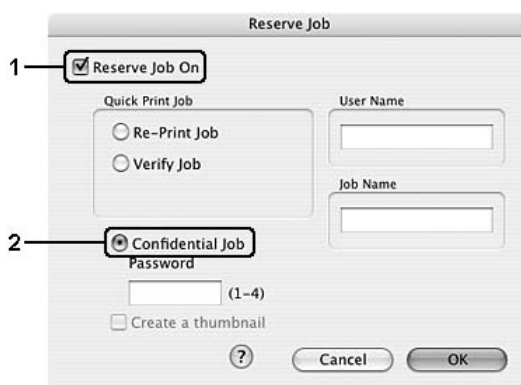 Reserve Job
1
Reserve Job On
Quick Print Job
Re-Print Job
Verify Job
User Name
Job Name
2
Confidential Job
Password
(1-4)
Create a thumbnail
?
Cancel
OK